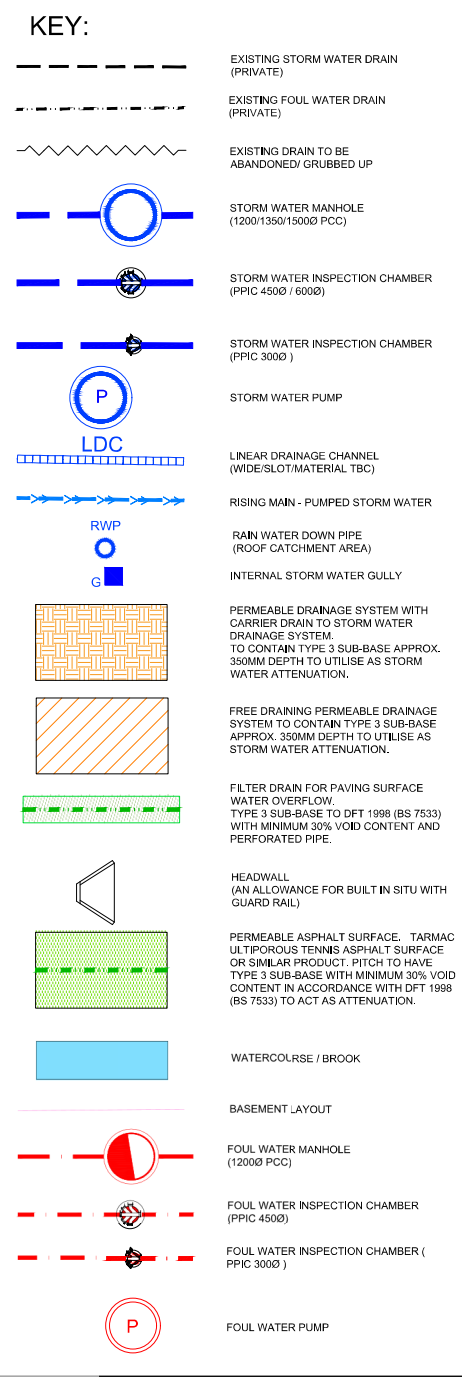 KEY:
EXISTING STORM WATER DRAIN
(PRIVATE)
EXISTING FOUL WATER DRAIN
(PRIVATE)
EXISTING DRAIN TO BE
ABANDONED/ GRUBBED UP
STORM WATER MANHOLE
(1200/1350/1500Ø PCC)
STORM WATER INSPECTION CHAMBER
(PPIC 450Ø / 600Ø)
STORM WATER INSPECTION CHAMBER
(PPIC 300Ø )
P
STORM WATER PUMP
LDC
LINEAR DRAINAGE CHANNEL
(WIDE/SLOT/MATERIAL TBC)
RISING MAIN - PUMPED STORM WATER
RWP
RAIN WATER DOWN PIPE
(ROOF CATCHMENT AREA)
G
INTERNAL STORM WATER GULLY
PERMEABLE DRAINAGE SYSTEM WITH
CARRIER DRAIN TO STORM WATER
DRAINAGE SYSTEM.
TO CONTAIN TYPE 3 SUB-BASE APPROX.
350MM DEPTH TO UTILISE AS STORM
WATER ATTENUATION.
FREE DRAINING PERMEABLE DRAINAGE
SYSTEM TO CONTAIN TYPE 3 SUB-BASE
APPROX. 350MM DEPTH TO UTILISE AS
STORM WATER ATTENUATION.
FILTER DRAIN FOR PAVING SURFACE
WATER OVERFLOW.
TYPE 3 SUB-BASE TO DFT 1998 (BS 7533)
WITH MINIMUM 30% VOID CONTENT AND
PERFORATED PIPE.
HEADWALL
(AN ALLOWANCE FOR BUILT IN SITU WITH
GUARD RAIL)
PERMEABLE ASPHALT SURFACE. TARMAC
ULTIPOROUS TENNIS ASPHALT SURFACE
OR SIMILAR PRODUCT. PITCH TO HAVE
TYPE 3 SUB-BASE WITH MINIMUM 30% VOID
CONTENT IN ACCORDANCE WITH DFT 1998
(BS 7533) TO ACT AS ATTENUATION.
WATERCOURSE / BROOK
BASEMENT LAYOUT
FOUL WATER MANHOLE
(1200Ø PCC)
FOUL WATER INSPECTION CHAMBER
(PPIC 450Ø)
FOUL WATER INSPECTION CHAMBER (
PPIC 300Ø )
P
FOUL WATER PUMP